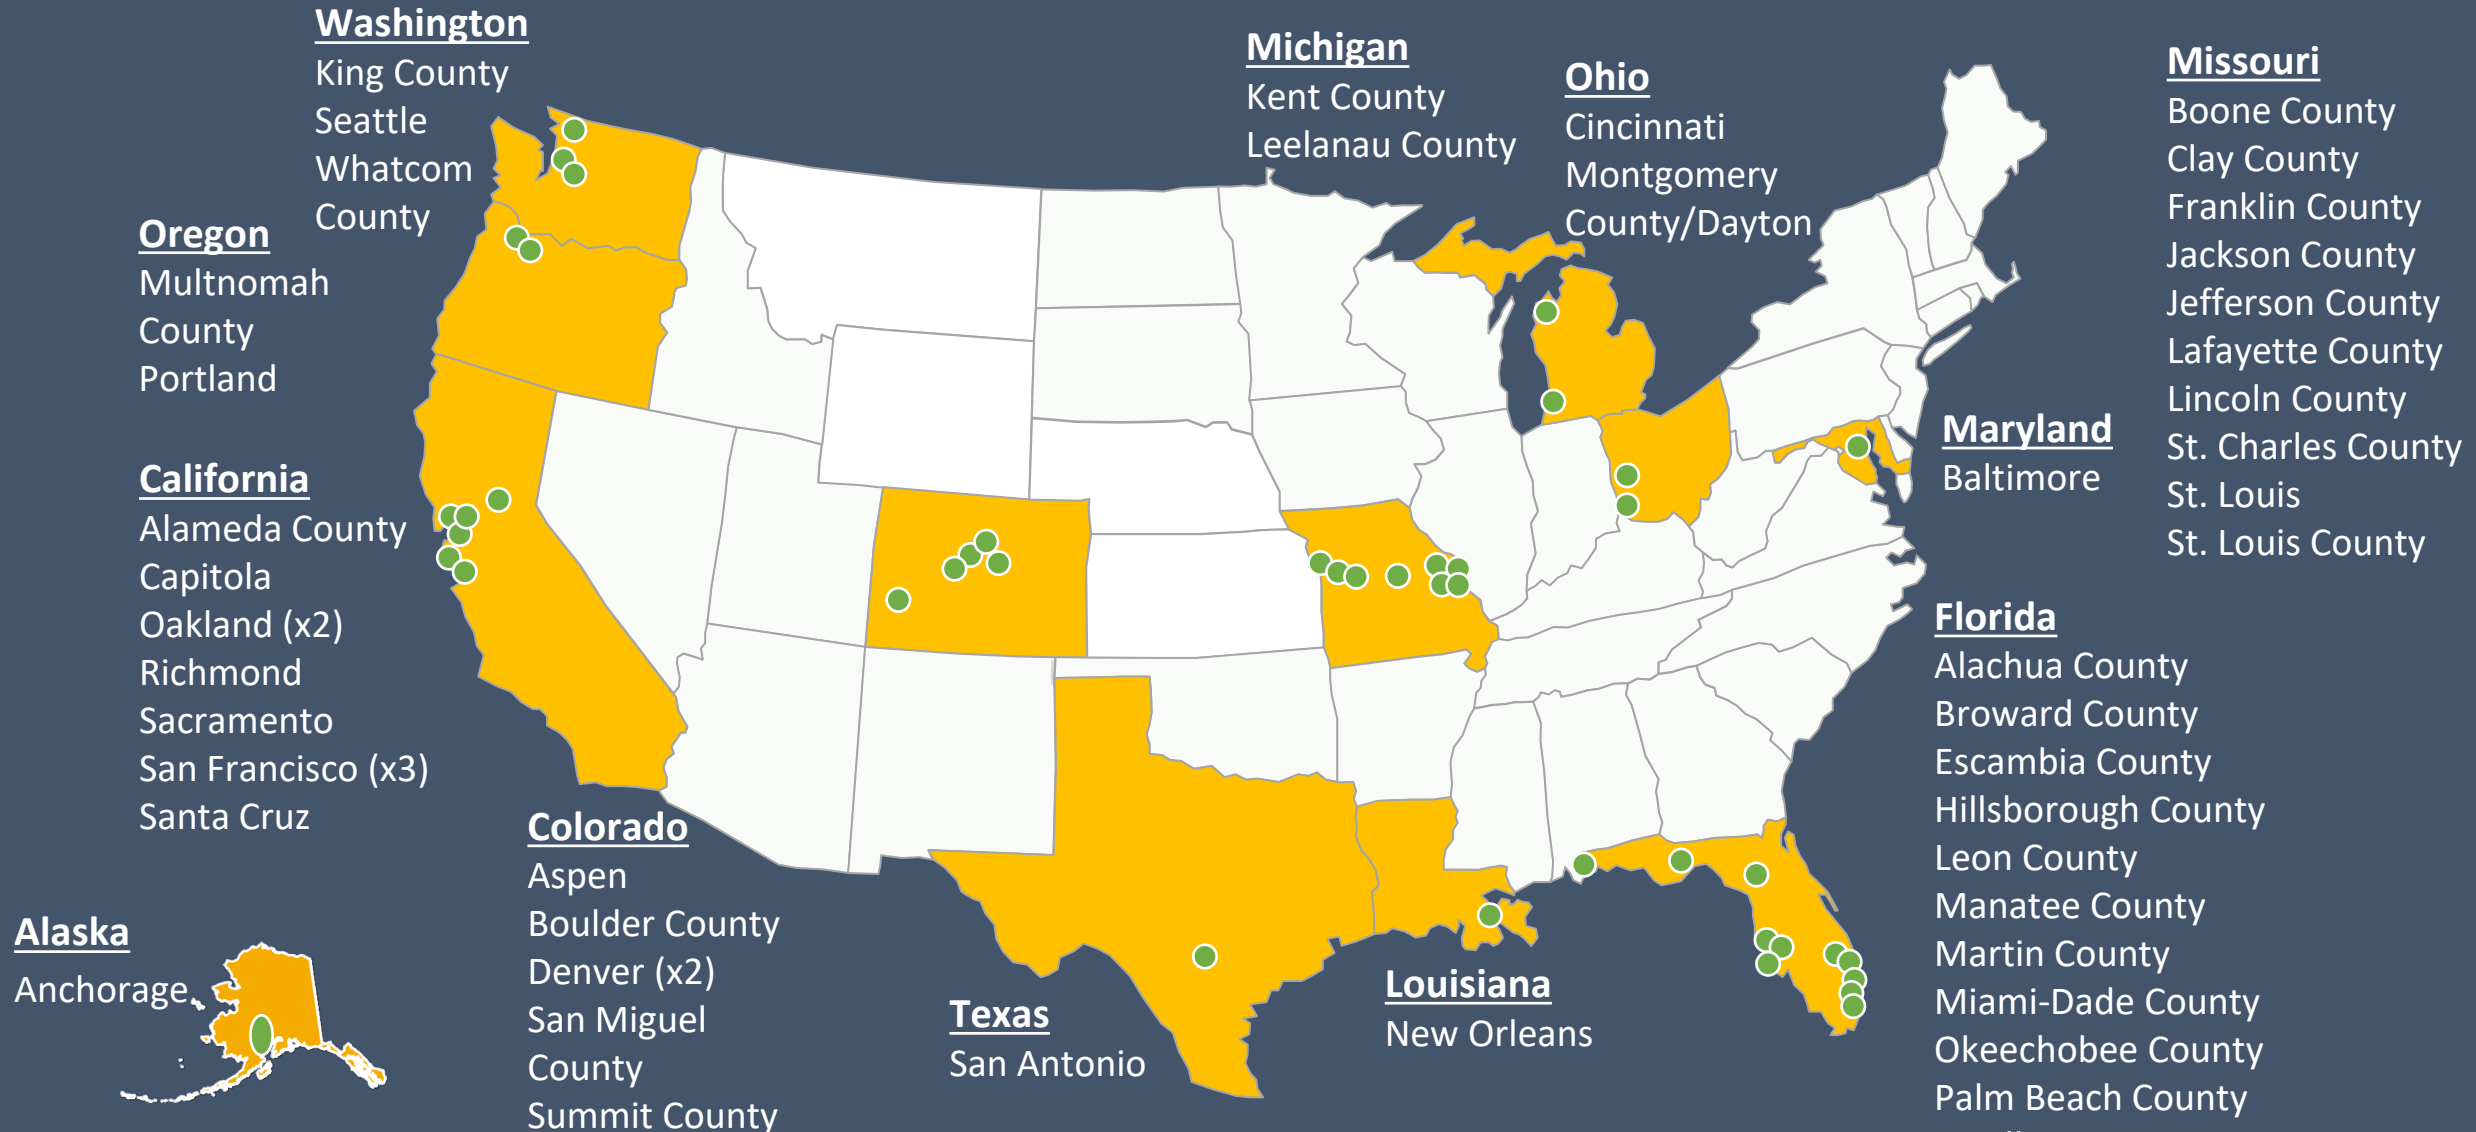 Washington
King County
Seattle
Whatcom
County
Oregon
Multnomah
County
Portland
California
Alameda County
Capitola
Oakland (x2)
Richmond
Sacramento
San Francisco (x3)
Santa Cruz
Alaska
Anchorage
Colorado
Aspen
Boulder County
Denver (x2)
San Miguel
County
Summit County
Texas
San Antonio
Louisiana
New Orleans
Michigan
Kent County
Leelanau County
Ohio
Cincinnati
Montgomery
County/Dayton
Maryland
Baltimore
Missouri
Boone County
Clay County
Franklin County
Jackson County
Jefferson County
Lafayette County
Lincoln County
St. Charles County
St. Louis
St. Louis County
Florida
Alachua County
Broward County
Escambia County
Hillsborough County
Leon County
Manatee County
Martin County
Miami-Dade County
Okeechobee County
Palm Beach County